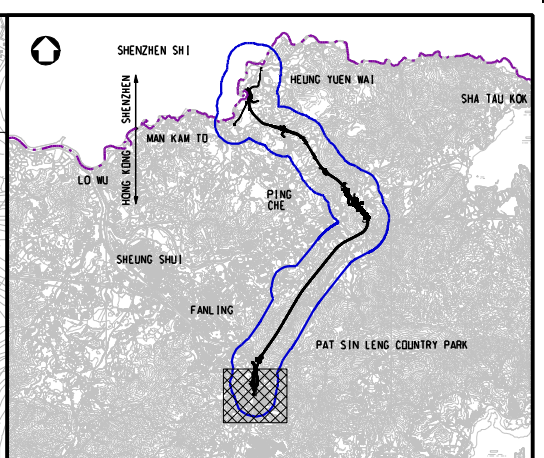 SHENZHEN SHI
HEUNG YUEN WAI
SHENZHEN
SHA TAU KOK
MAN KAM TO
HONG KONG
LO WU
PING
CHE
SHEUNG SHUI
FANLING
PAT SIN LENG COUNTRY PARK